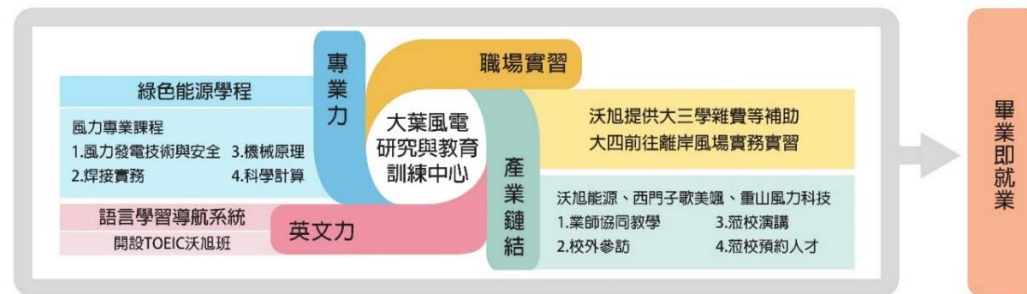 專業力
綠色能源學程
風力專業課程
1.風力發電技術與安全 3.機械原理
2.焊接實務 4.科學計算
語言學習導航系統
開設TOEIC沃旭班
英文力
大葉風電
研究與教育
訓練中心
職場實習
沃旭提供大三學雜費等補助
大四前往離岸風場實務實習
產業鏈結
沃旭能源、西門子歌美颯、重山風力科技
1.業師協同教學 3.蒞校演講
2.校外參訪 4.蒞校預約人才
畢業即就業